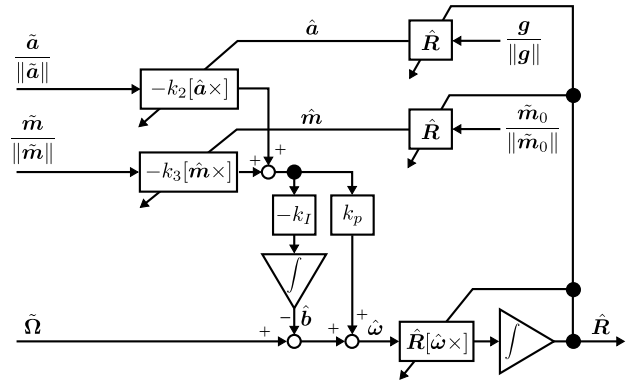 ã/‖ã‖
â
R̂
g/‖g‖
−k₂[â×]
m̃/‖m̃‖
m̂
R̂
m̃₀/‖m̃₀‖
+
+
−k₃[m̂×]
−k_I
k_p
∫
− b̂
+
Ω̃
+
+
ω̂
R̂[ω̂×]
∫
R̂